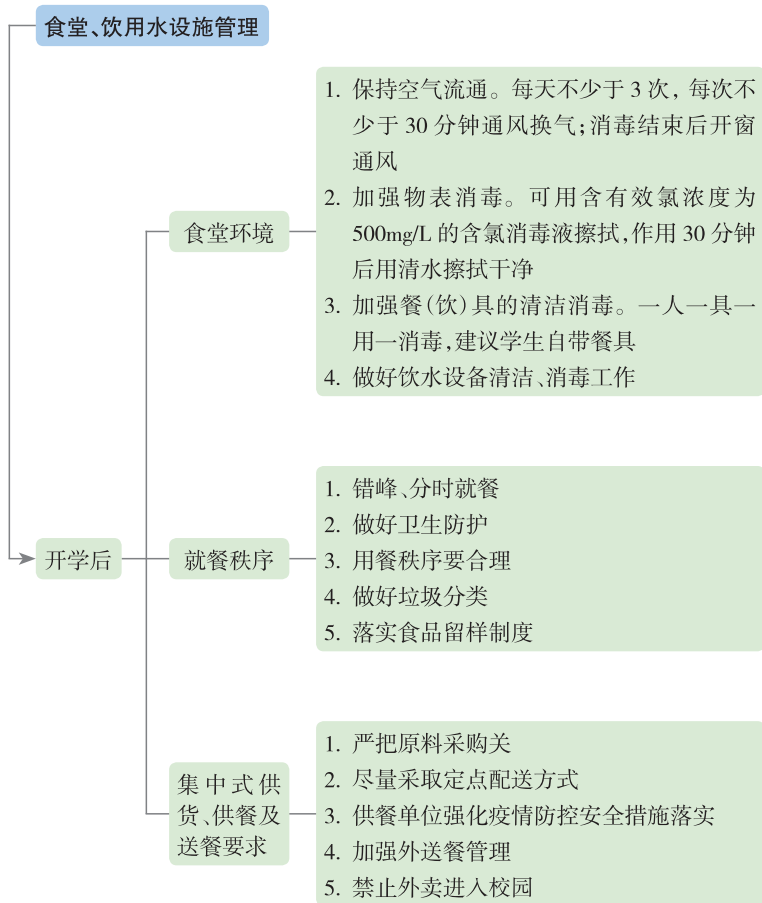 食堂、饮用水设施管理
1. 保持空气流通。每天不少于 3 次，每次不
少于 30 分钟通风换气；消毒结束后开窗
通风
2. 加强物表消毒。可用含有效氯浓度为
500mg/L 的含氯消毒液擦拭，作用 30 分钟
后用清水擦拭干净
3. 加强餐（饮）具的清洁消毒。一人一具一
用一消毒，建议学生自带餐具
4. 做好饮水设备清洁、消毒工作
食堂环境
1. 错峰、分时就餐
2. 做好卫生防护
3. 用餐秩序要合理
4. 做好垃圾分类
5. 落实食品留样制度
开学后
就餐秩序
1. 严把原料采购关
2. 尽量采取定点配送方式
3. 供餐单位强化疫情防控安全措施落实
4. 加强外送餐管理
5. 禁止外卖进入校园
集中式供
货、供餐及
送餐要求